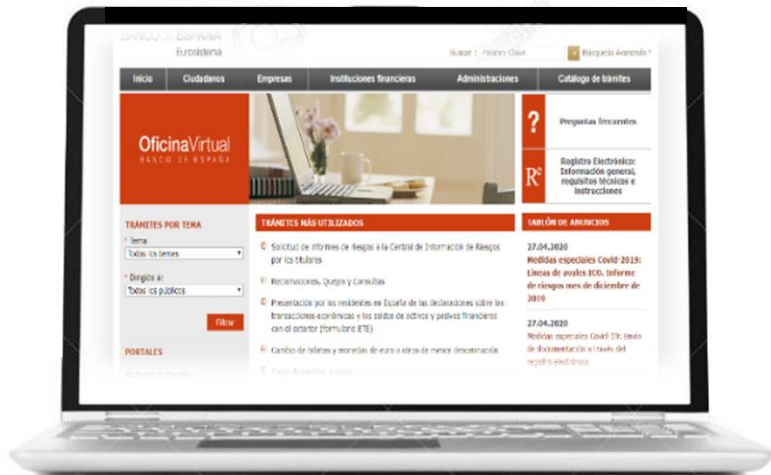 BANCO DE ESPAÑA
Eurosistema
Buscar : Palabra Clave
Búsqueda Avanzada
Inicio Ciudadanos Empresas Instituciones financieras Administraciones Catálogo de trámites
OficinaVirtual
BANCO DE ESPAÑA
?
Preguntas frecuentes
Re
Registro Electrónico:
Información general,
requisitos técnicos e
instrucciones
TRÁMITES POR TEMA
* Tema
Todos los temas
* Dirigido a:
Todos los públicos
Filtrar
PORTALES
TRÁMITES MÁS UTILIZADOS
Solicitud de informes de riesgos a la Central de Información de Riesgos
por los titulares
Reclamaciones, Quejas y Consultas
Presentación por los residentes en España de las declaraciones sobre las
transacciones económicas y los saldos de activos y pasivos financieros
con el exterior (formulario ETE)
Cambio de billetes y monedas de euro a otros de menor denominación
TABLÓN DE ANUNCIOS
27.04.2020
Medidas especiales Covid-2019:
Líneas de avales ICO. Informe
de riesgos mes de diciembre de
2019
27.04.2020
Medidas especiales Covid-19: Envío
de documentación a través del
registro electrónico